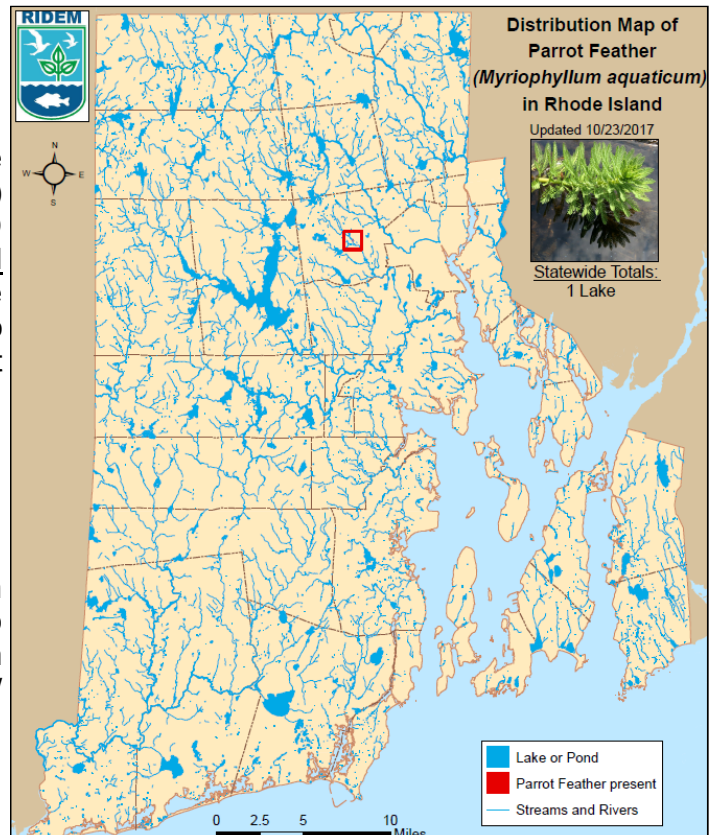 RIDEM
Distribution Map of
Parrot Feather
(Myriophyllum aquaticum)
in Rhode Island
Updated 10/23/2017
Statewide Totals:
1 Lake
N
W
E
S
Lake or Pond
Parrot Feather present
Streams and Rivers
0 2.5 5 10
Miles